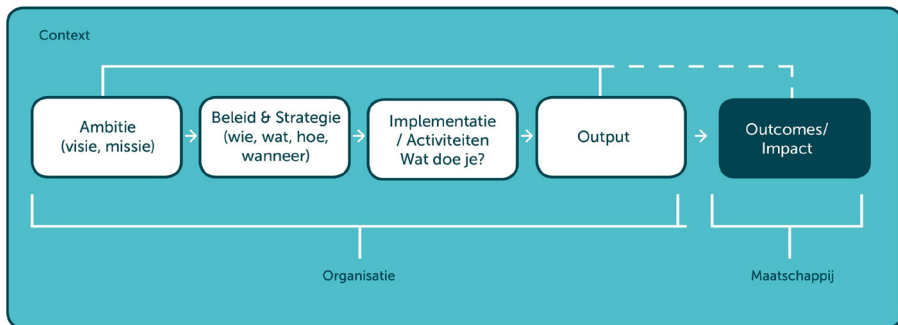 Context
Ambitie
(visie, missie)
Beleid & Strategie
(wie, wat, hoe,
wanneer)
Implementatie
/ Activiteiten
Wat doe je?
Output
Outcomes/
Impact
Organisatie
Maatschappij